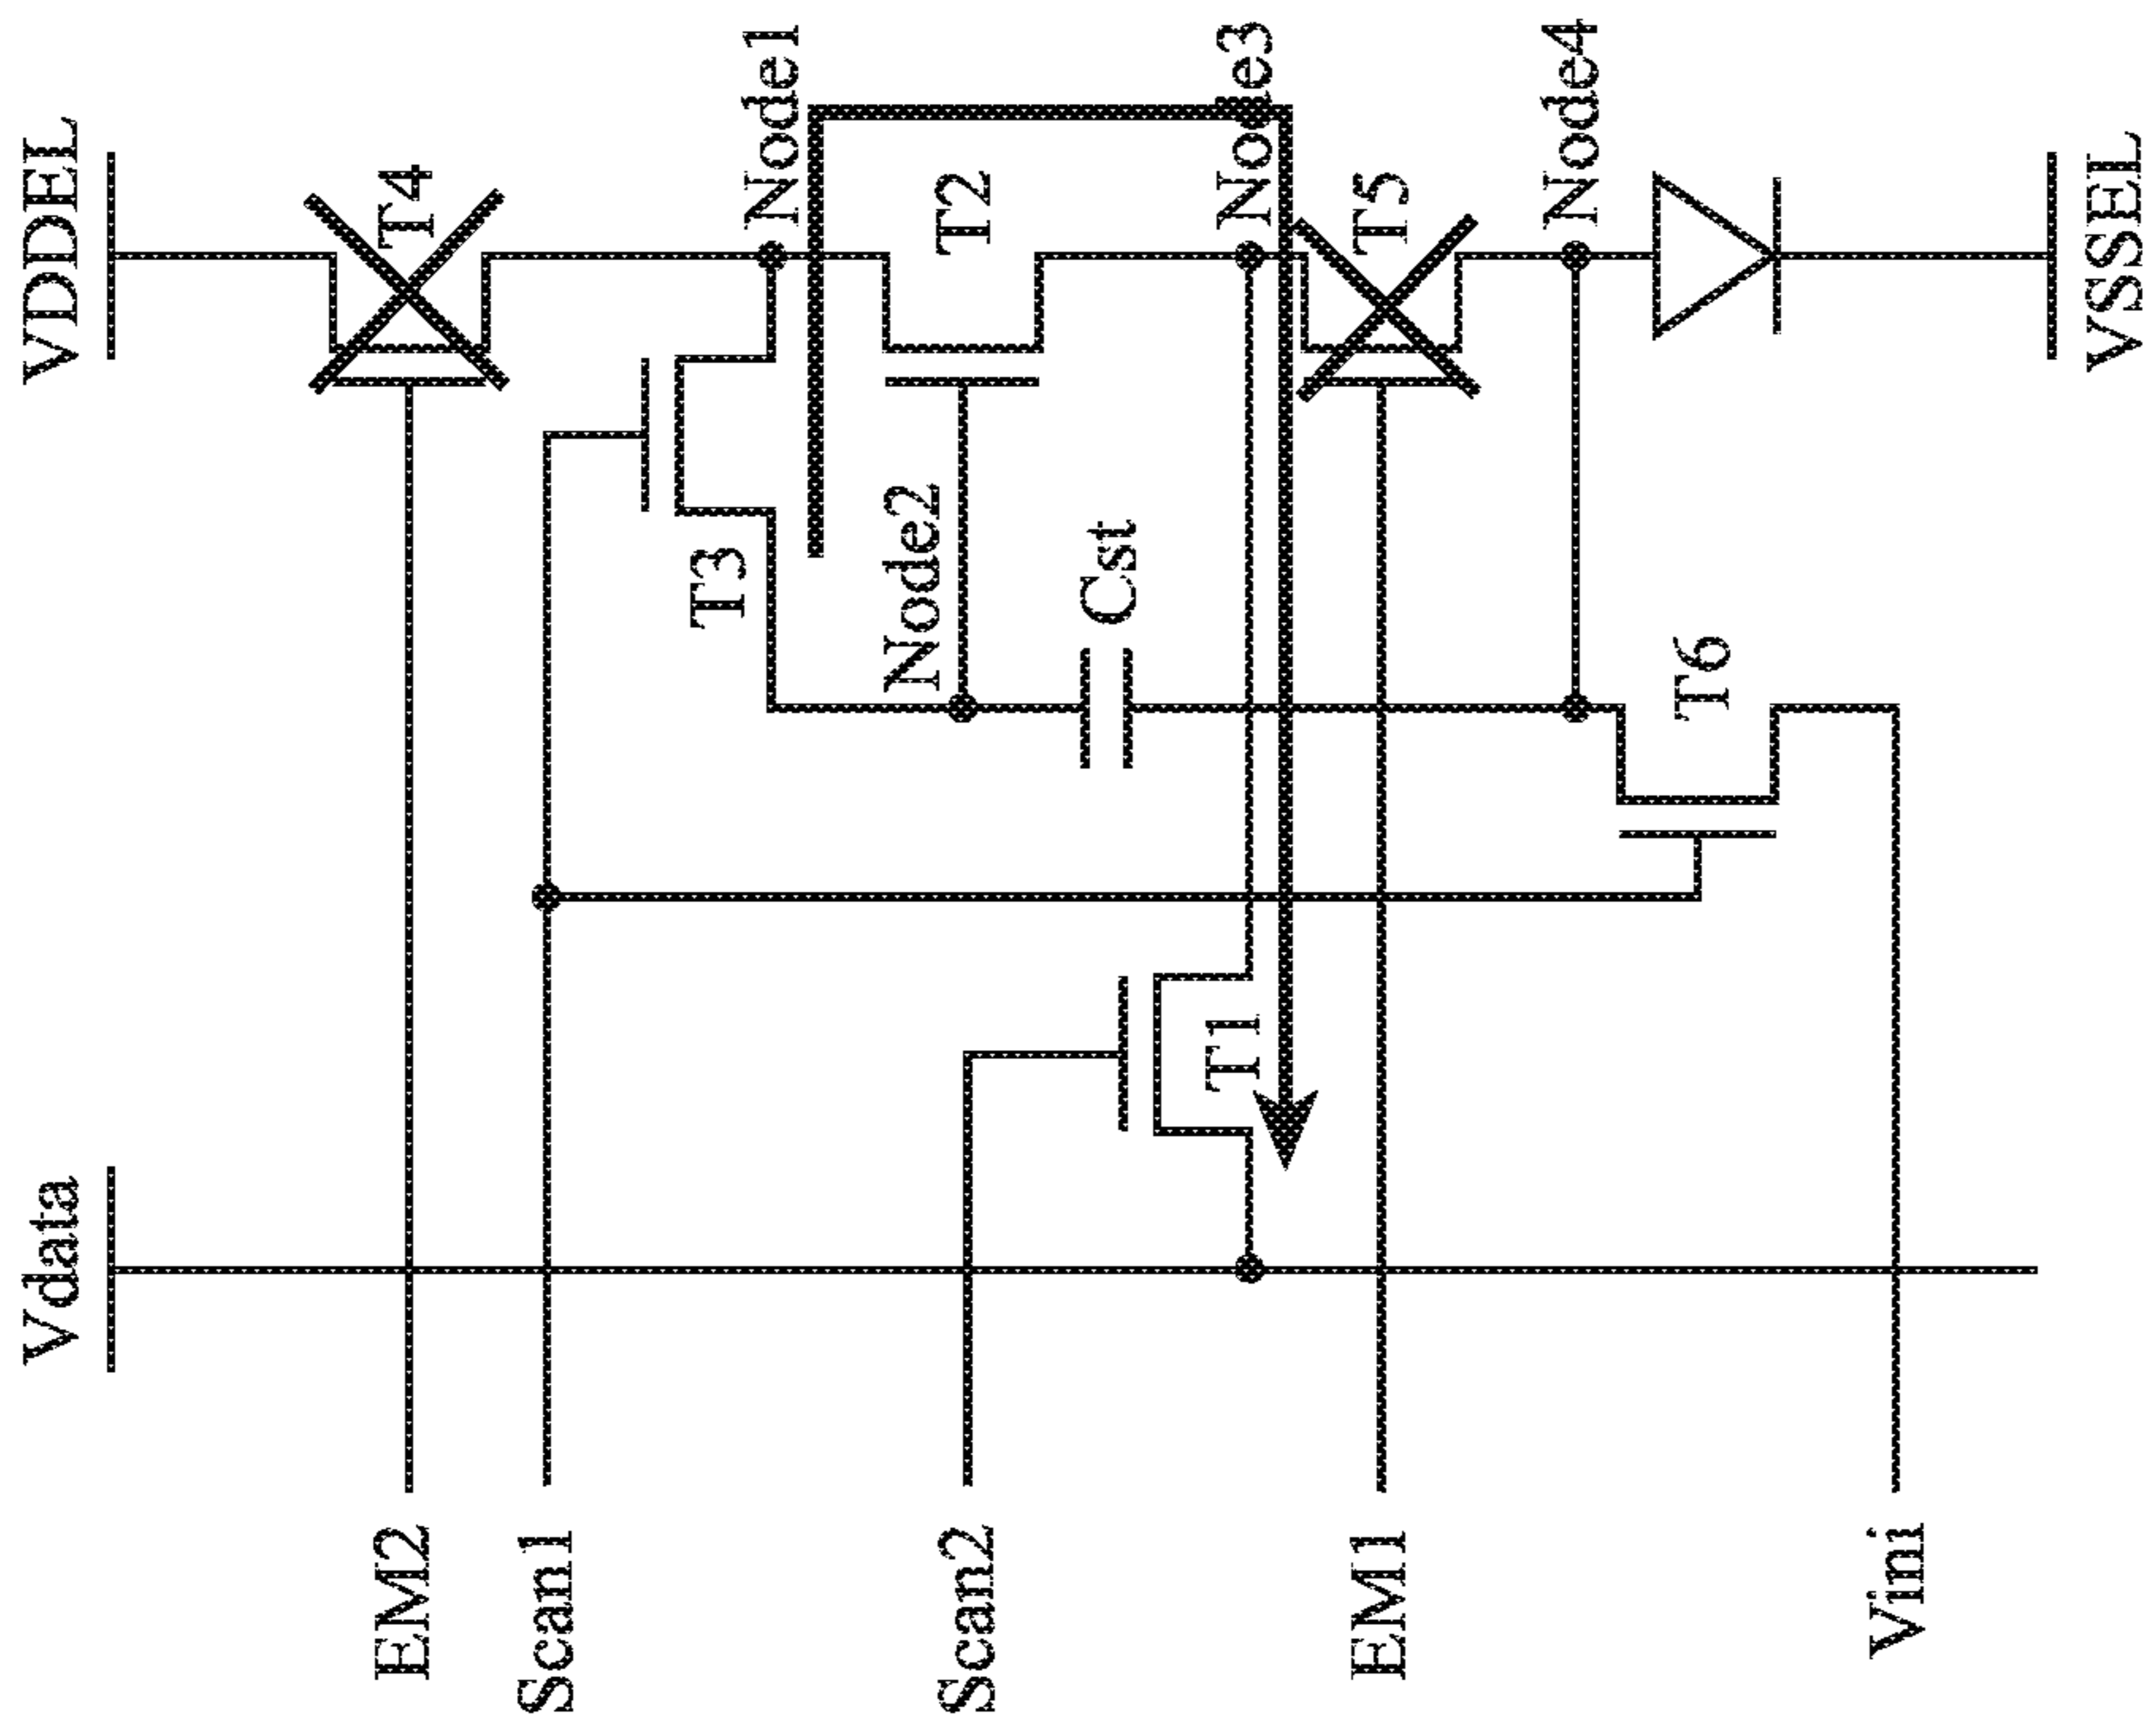 VDDEL
Vdata
T4
EM2
Node1
T3
Scan1
T2
Node2
Scan2
Cst
Node3
T1
T5
EM1
Node4
T6
Vini
VSSEL